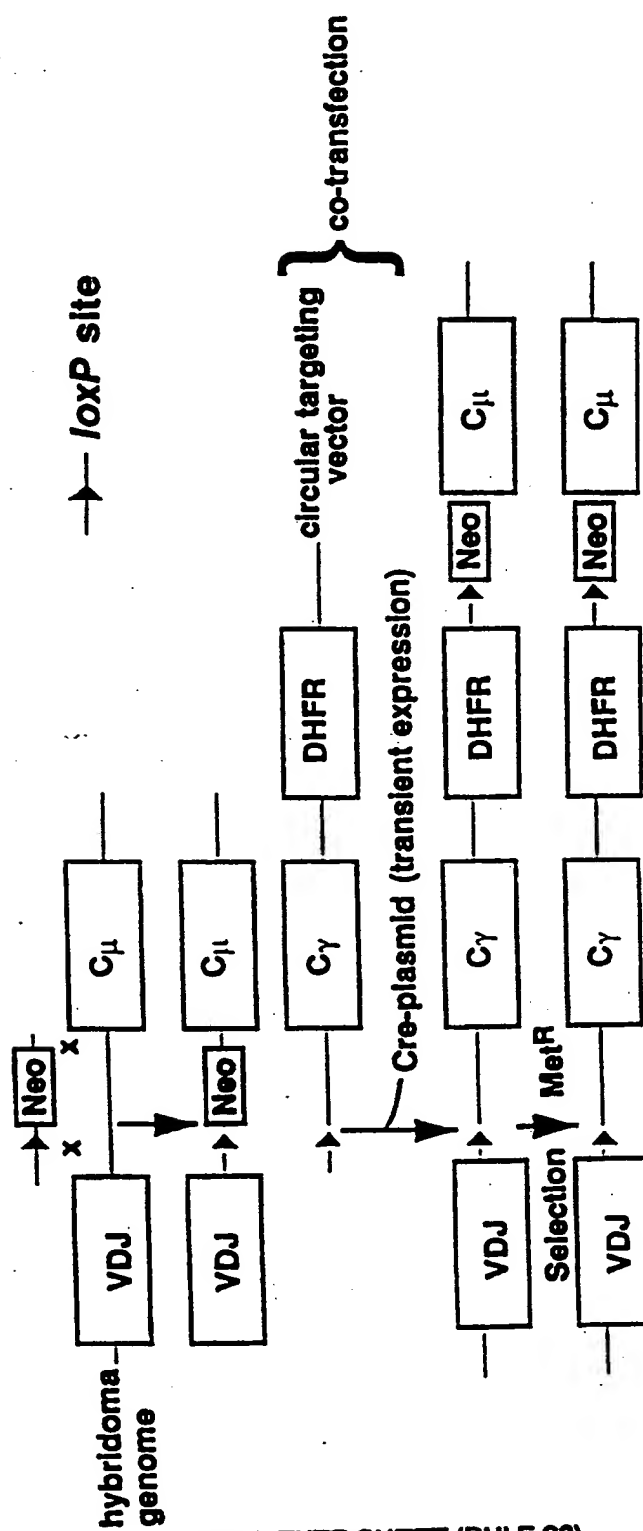 loxP site
Neo
x x
hybridoma genome
VDJ Cμ
VDJ Neo Cμ
Cγ DHFR circular targeting vector
co-transfection
Cre-plasmid (transient expression)
VDJ Cγ DHFR Neo Cμ
Selection MetR
VDJ Cγ DHFR Neo Cμ